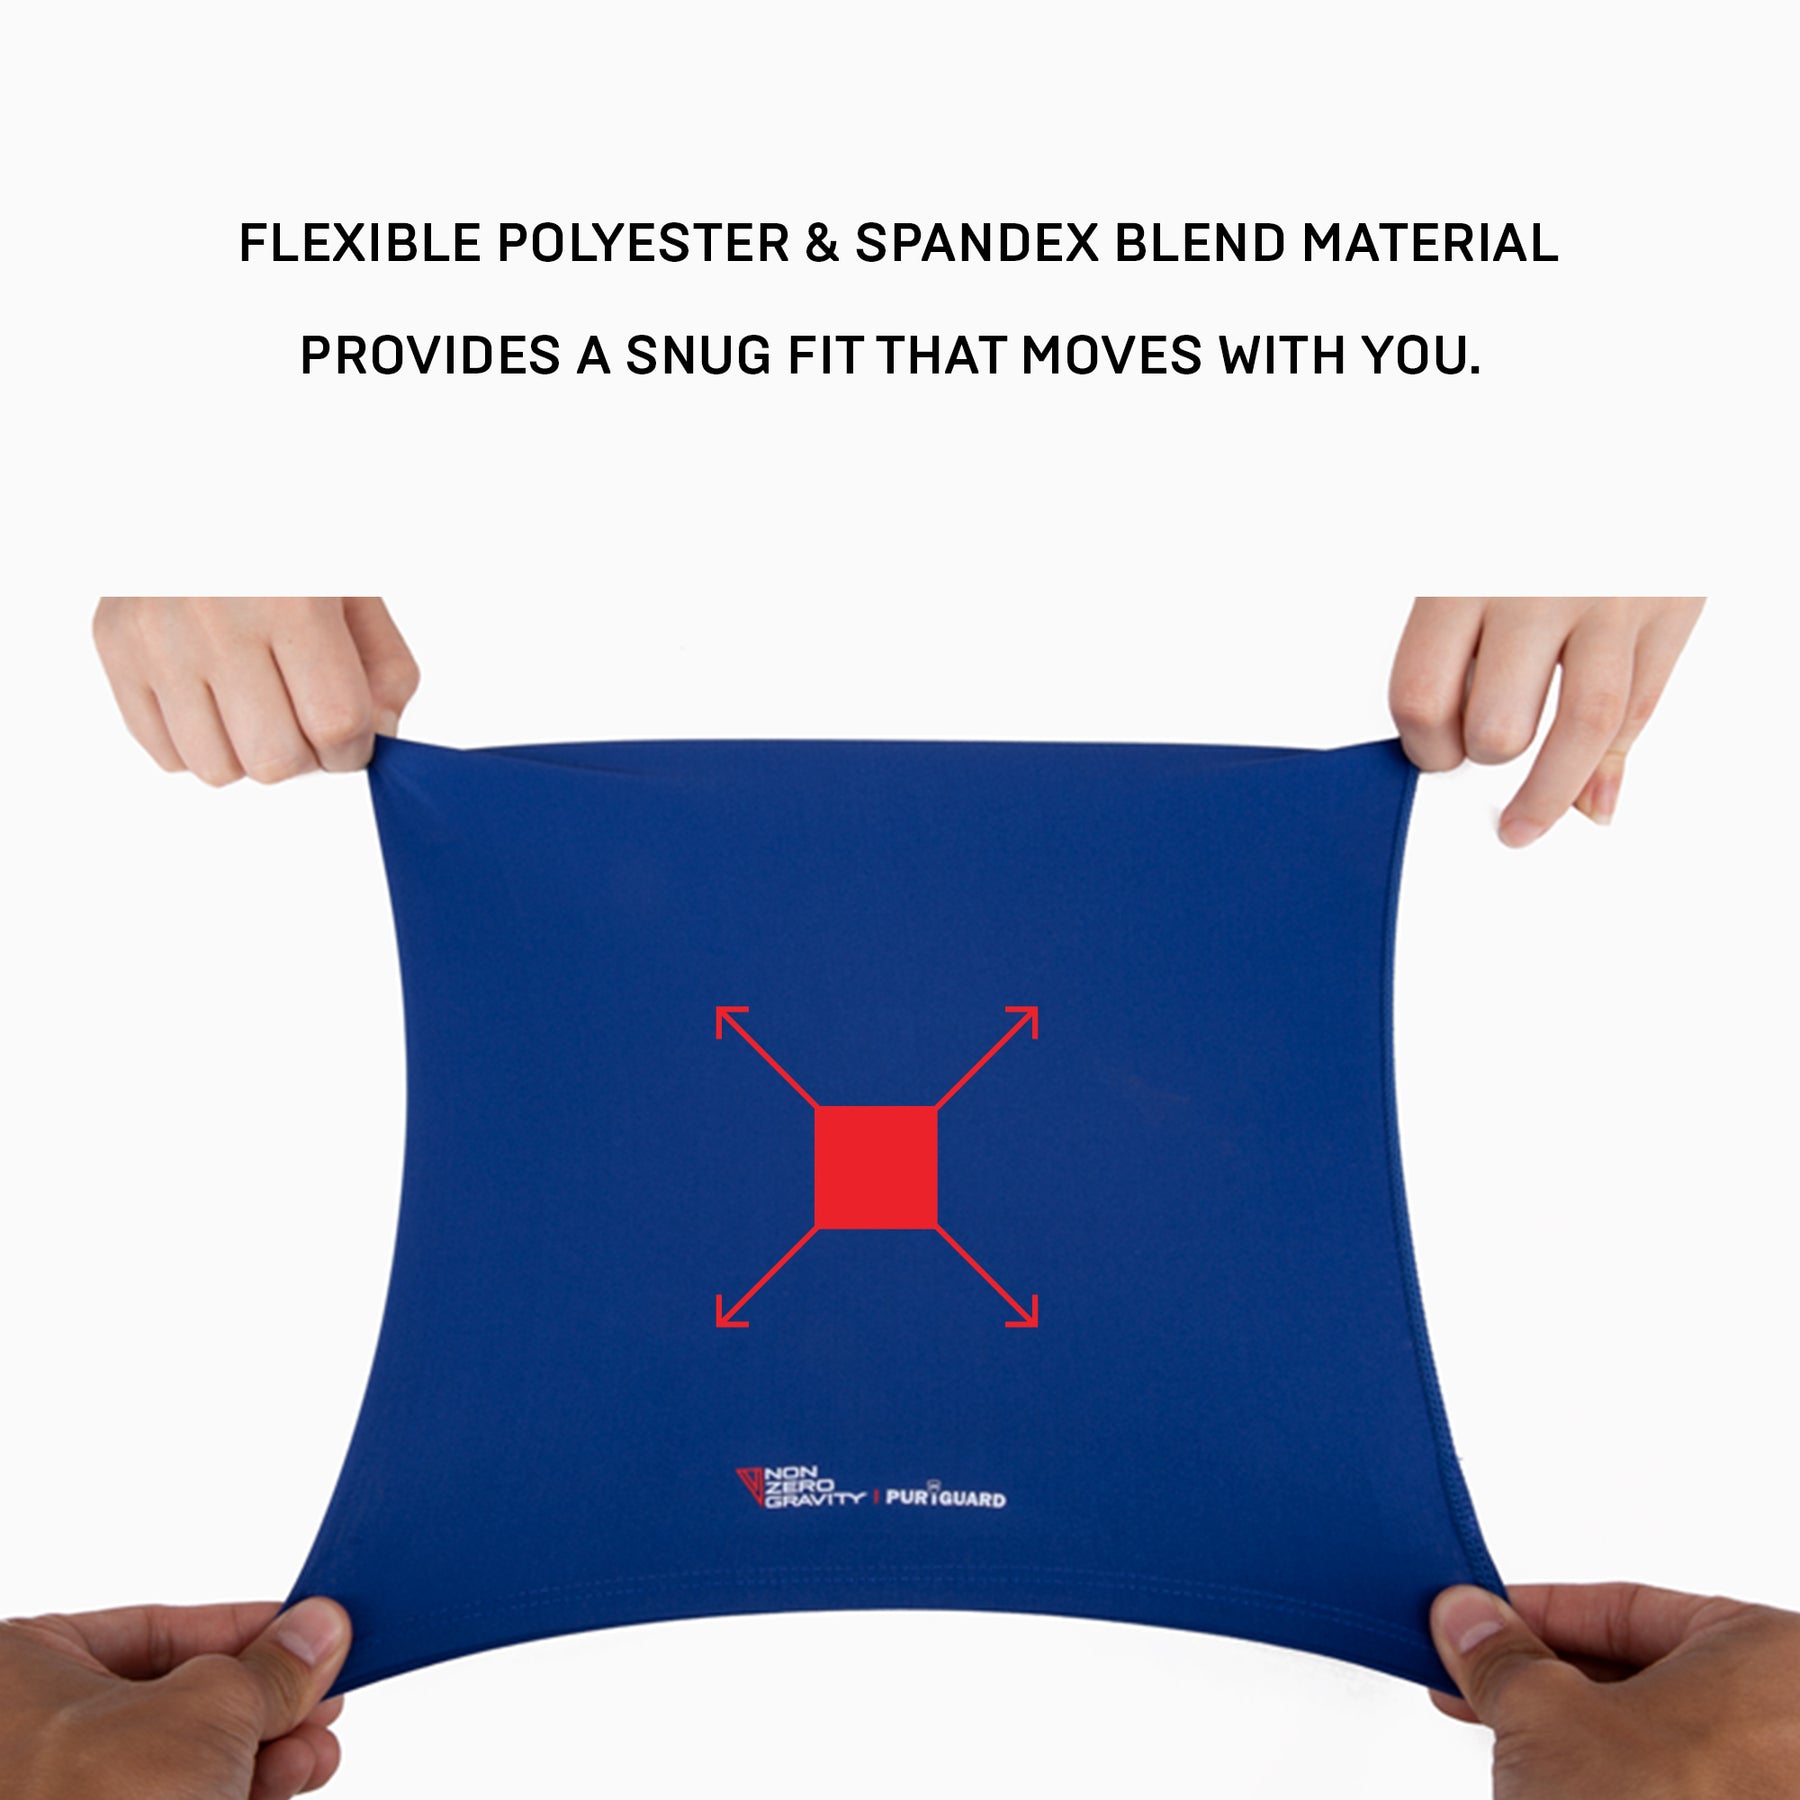 FLEXIBLE POLYESTER & SPANDEX BLEND MATERIAL
PROVIDES A SNUG FIT THAT MOVES WITH YOU.
NON
ZERO
GRAVITY | PURIGUARD